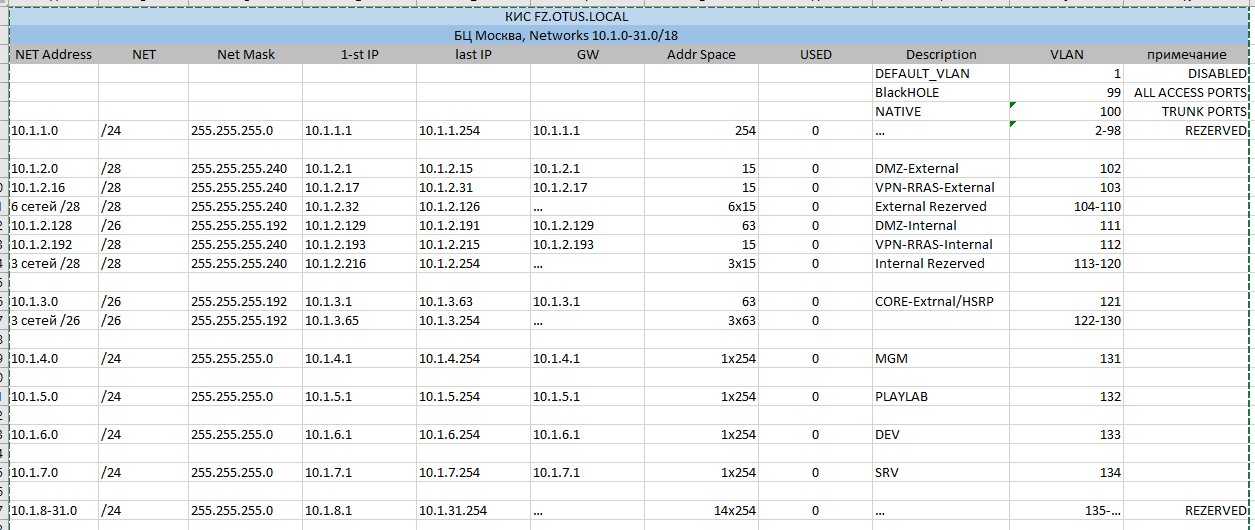 КИС FZ.OTUS.LOCAL
БЦ Москва, Networks 10.1.0-31.0/18
NET Address NET Net Mask 1-st IP last IP GW Addr Space USED Description VLAN примечание
DEFAULT_VLAN 1 DISABLED
BlackHOLE 99 ALL ACCESS PORTS
NATIVE 100 TRUNK PORTS
10.1.1.0 /24 255.255.255.0 10.1.1.1 10.1.1.254 10.1.1.1 254 0 ... 2-98 REZERVED
10.1.2.0 /28 255.255.255.240 10.1.2.1 10.1.2.15 10.1.2.1 15 0 DMZ-External 102
10.1.2.16 /28 255.255.255.240 10.1.2.17 10.1.2.31 10.1.2.17 15 0 VPN-RRAS-External 103
6 сетей /28 /28 255.255.255.240 10.1.2.32 10.1.2.126 ... 6x15 0 External Rezerved 104-110
10.1.2.128 /26 255.255.255.192 10.1.2.129 10.1.2.191 10.1.2.129 63 0 DMZ-Internal 111
10.1.2.192 /28 255.255.255.240 10.1.2.193 10.1.2.215 10.1.2.193 15 0 VPN-RRAS-Internal 112
3 сетей /28 /28 255.255.255.240 10.1.2.216 10.1.2.254 ... 3x15 0 Internal Rezerved 113-120
10.1.3.0 /26 255.255.255.192 10.1.3.1 10.1.3.63 10.1.3.1 63 0 CORE-Extrnal/HSRP 121
3 сетей /26 /26 255.255.255.192 10.1.3.65 10.1.3.254 ... 3x63 0 122-130
10.1.4.0 /24 255.255.255.0 10.1.4.1 10.1.4.254 10.1.4.1 1x254 0 MGM 131
10.1.5.0 /24 255.255.255.0 10.1.5.1 10.1.5.254 10.1.5.1 1x254 0 PLAYLAB 132
10.1.6.0 /24 255.255.255.0 10.1.6.1 10.1.6.254 10.1.6.1 1x254 0 DEV 133
10.1.7.0 /24 255.255.255.0 10.1.7.1 10.1.7.254 10.1.7.1 1x254 0 SRV 134
10.1.8-31.0 /24 255.255.255.0 10.1.8.1 10.1.31.254 ... 14x254 0 ... 135-... REZERVED